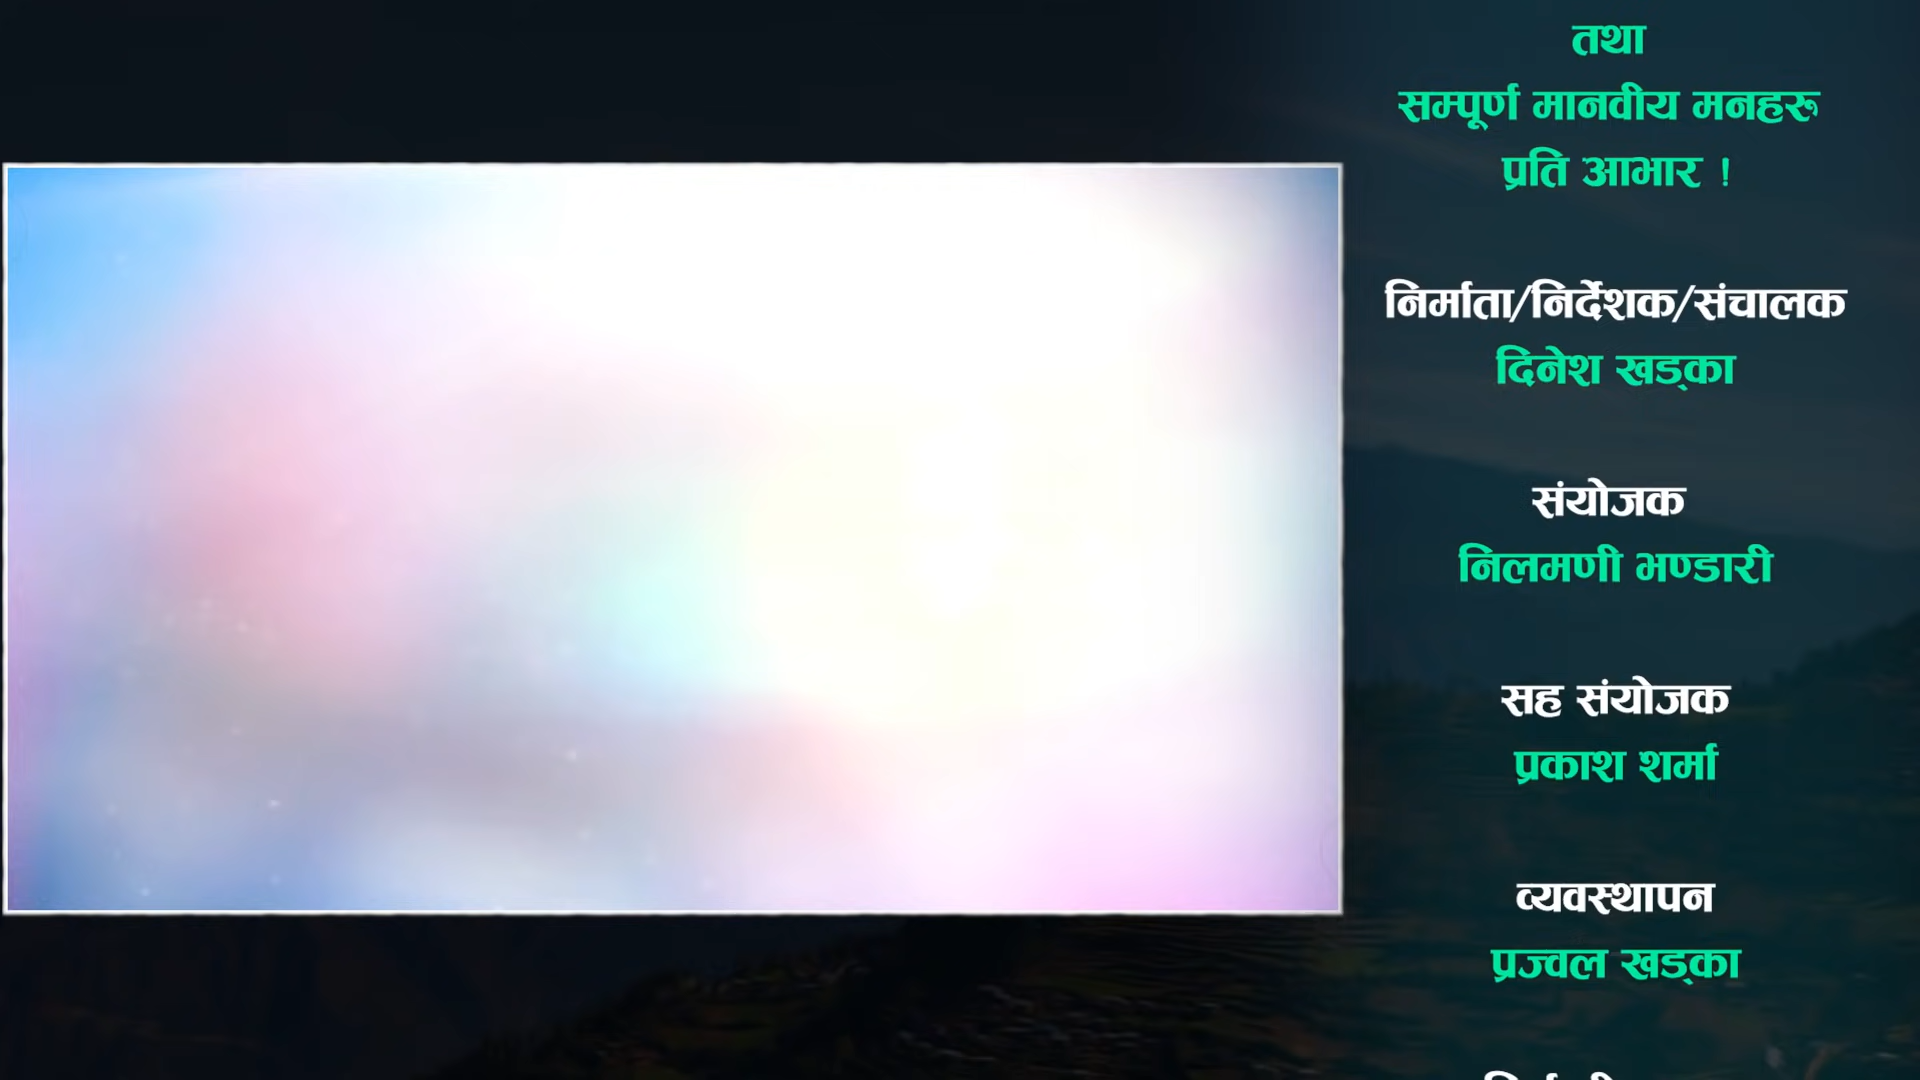 तथा
सम्पूर्ण मानवीय मनहरु
प्रति आभार !
निर्माता/निर्देशक/संचालक
दिनेश खड्का
संयोजक
निलमणी भण्डारी
सह संयोजक
प्रकाश शर्मा
व्यवस्थापन
प्रज्वल खड्का